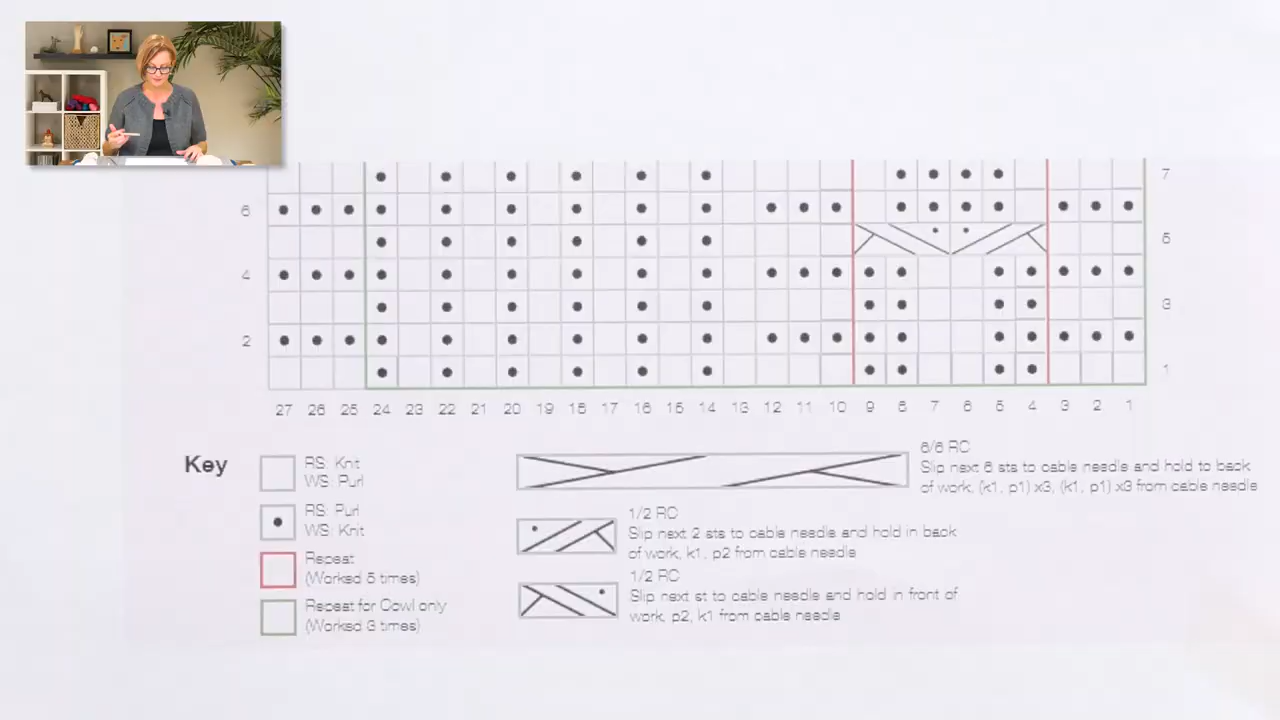 7
6
5
4
3
2
1
27 26 25 24 23 22 21 20 19 18 17 16 15 14 13 12 11 10 9 8 7 6 5 4 3 2 1
Key
RS: Knit
WS: Purl
RS: Purl
WS: Knit
Repeat
(Worked 5 times)
Repeat for Cowl only
(Worked 3 times)
6/6 RC
Slip next 6 sts to cable needle and hold to back
of work, (k1, p1) x3, (k1, p1) x3 from cable needle
1/2 RC
Slip next 2 sts to cable needle and hold in back
of work, k1, p2 from cable needle
1/2 RC
Slip next st to cable needle and hold in front of
work, p2, k1 from cable needle